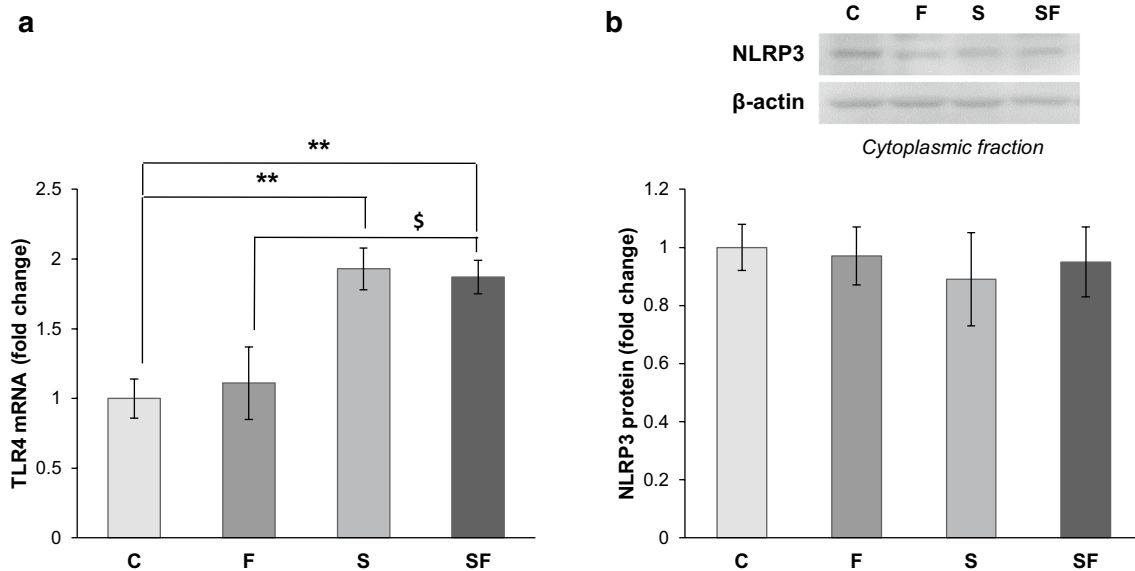 a
**
**
$
2.5
2
1.5
1
0.5
0
TLR4 mRNA (fold change)
C F S SF
b
C F S SF
NLRP3
β-actin
Cytoplasmic fraction
1.2
1
0.8
0.6
0.4
0.2
0
NLRP3 protein (fold change)
C F S SF